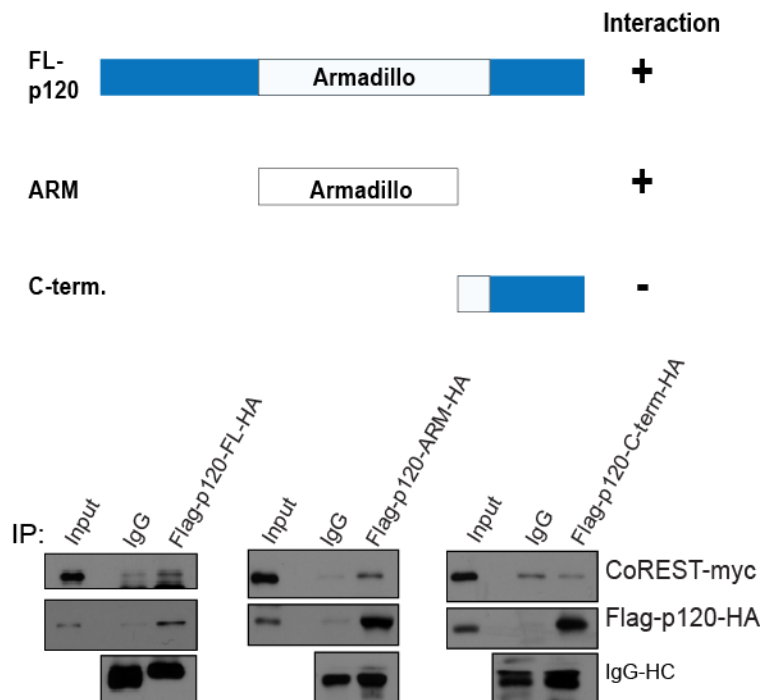 Interaction
FL-
p120
Armadillo
+
ARM
Armadillo
+
C-term.
-
IP:
Input
IgG
Flag-p120-FL-HA
Input
IgG
Flag-p120-ARM-HA
Input
IgG
Flag-p120-C-term-HA
CoREST-myc
Flag-p120-HA
IgG-HC